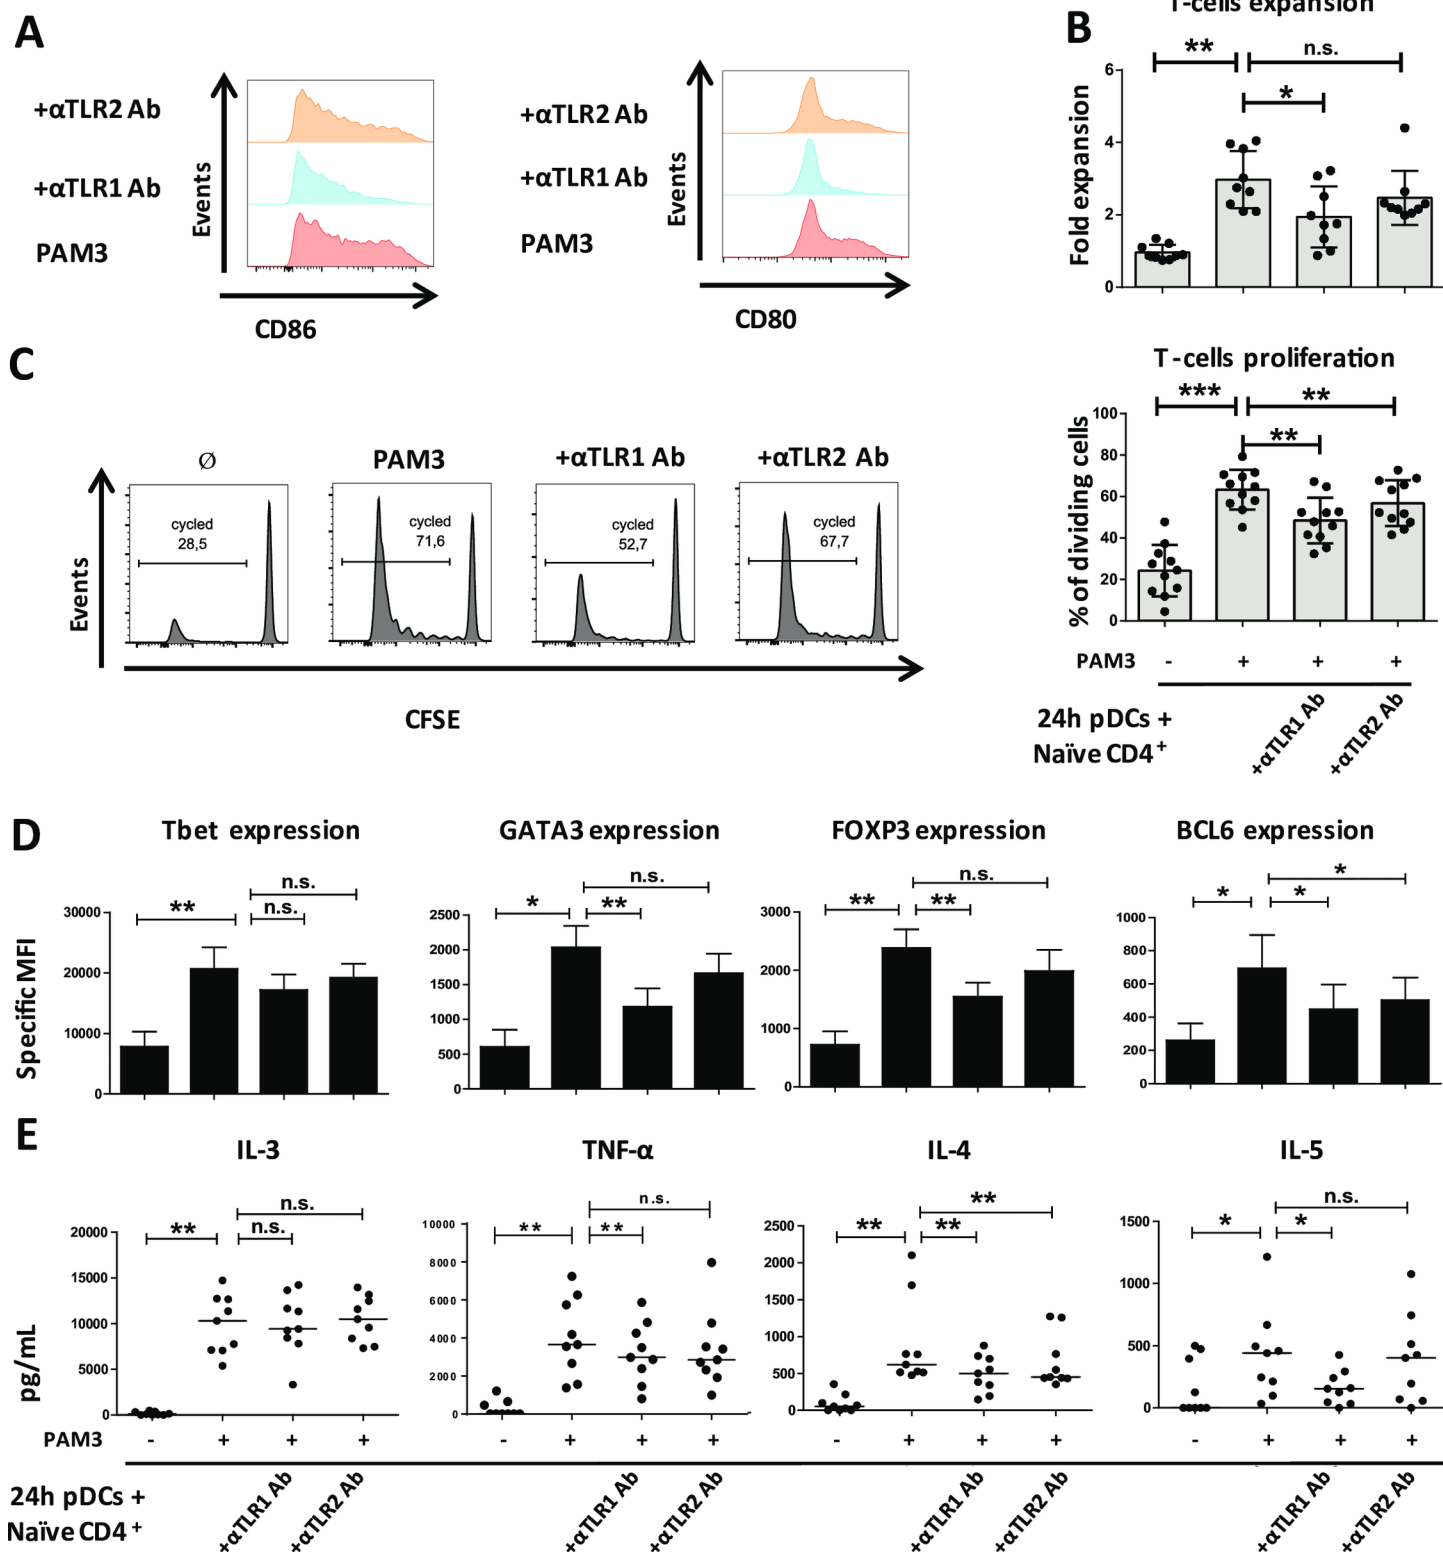 A
+αTLR2 Ab
+αTLR1 Ab
PAM3
Events
CD86
+αTLR2 Ab
+αTLR1 Ab
PAM3
Events
CD80
B
T-cells expansion
** n.s.
*
Fold expansion
6
4
2
0
T-cells proliferation
*** **
**
% of dividing cells
100
80
60
40
20
0
PAM3 - + + +
24h pDCs +
Naïve CD4+
+αTLR1 Ab
+αTLR2 Ab
C
Ø PAM3 +αTLR1 Ab +αTLR2 Ab
Events
cycled
28,5
cycled
71,6
cycled
52,7
cycled
67,7
CFSE
D
Tbet expression
GATA3 expression
FOXP3 expression
BCL6 expression
Specific MFI
n.s.
** n.s.
30000
20000
10000
0
n.s.
* **
2500
2000
1500
1000
500
0
n.s.
** **
3000
2000
1000
0
*
* *
1000
800
600
400
200
0
E
IL-3
TNF-α
IL-4
IL-5
pg/mL
n.s.
** n.s.
20000
15000
10000
5000
0
n.s.
** **
10000
8000
6000
4000
2000
0
**
** **
2500
2000
1500
1000
500
0
n.s.
* *
1500
1000
500
0
PAM3 - + + + - + + + - + + + - + + +
24h pDCs +
Naïve CD4+
+αTLR1 Ab
+αTLR2 Ab
+αTLR1 Ab
+αTLR2 Ab
+αTLR1 Ab
+αTLR2 Ab
+αTLR1 Ab
+αTLR2 Ab